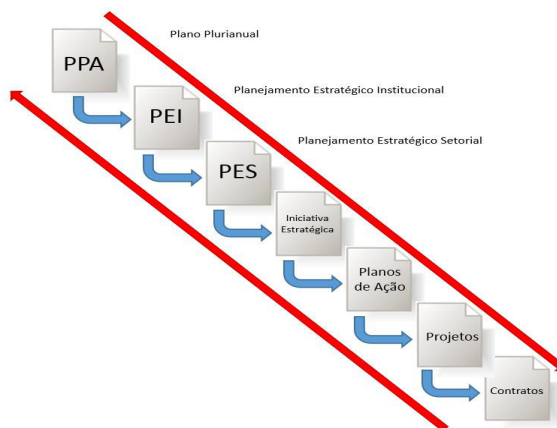 Plano Plurianual
PPA
Planejamento Estratégico Institucional
PEI
Planejamento Estratégico Setorial
PES
Iniciativa
Estratégica
Planos
de Ação
Projetos
Contratos